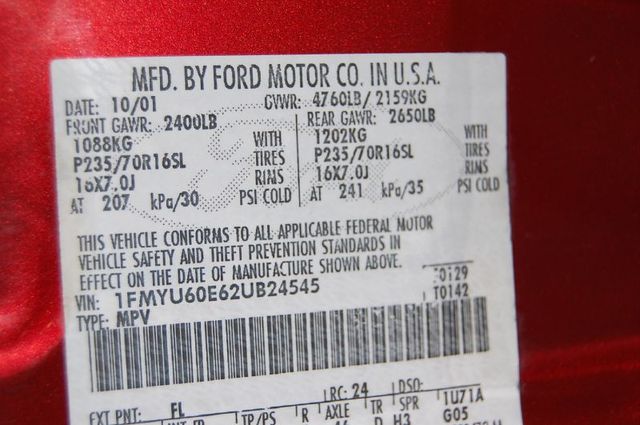 MFD. BY FORD MOTOR CO. IN U.S.A.
DATE: 10/01 GVWR: 4760LB/ 2159KG
FRONT GAWR: 2400LB REAR GAWR: 2650LB
1088KG WITH 1202KG WITH
P235/70R16SL TIRES P235/70R16SL TIRES
16X7.0J RIMS 16X7.0J RIMS
AT 207 kPa/30 PSI COLD AT 241 kPa/35 PSI COLD
THIS VEHICLE CONFORMS TO ALL APPLICABLE FEDERAL MOTOR
VEHICLE SAFETY AND THEFT PREVENTION STANDARDS IN
EFFECT ON THE DATE OF MANUFACTURE SHOWN ABOVE.
VIN: 1FMYU60E62UB24545 T0142
TYPE: MPV
EXT PNT: FL RC: 24 DSO:
TP/PS R AXLE TR SPR 1U71A
H3 G05